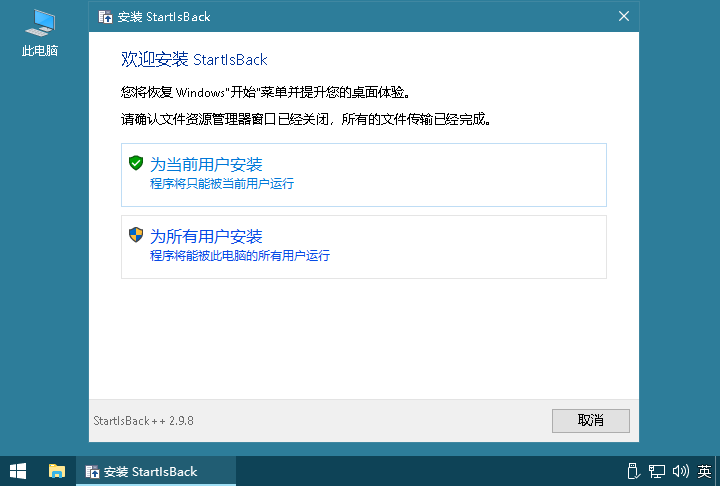 此电脑
安装 StartIsBack
欢迎安装 StartIsBack
您将恢复 Windows"开始"菜单并提升您的桌面体验。
请确认文件资源管理器窗口已经关闭，所有的文件传输已经完成。
为当前用户安装
程序将只能被当前用户运行
为所有用户安装
程序将能被此电脑的所有用户运行
StartIsBack++ 2.9.8
取消
安装 StartIsBack
英